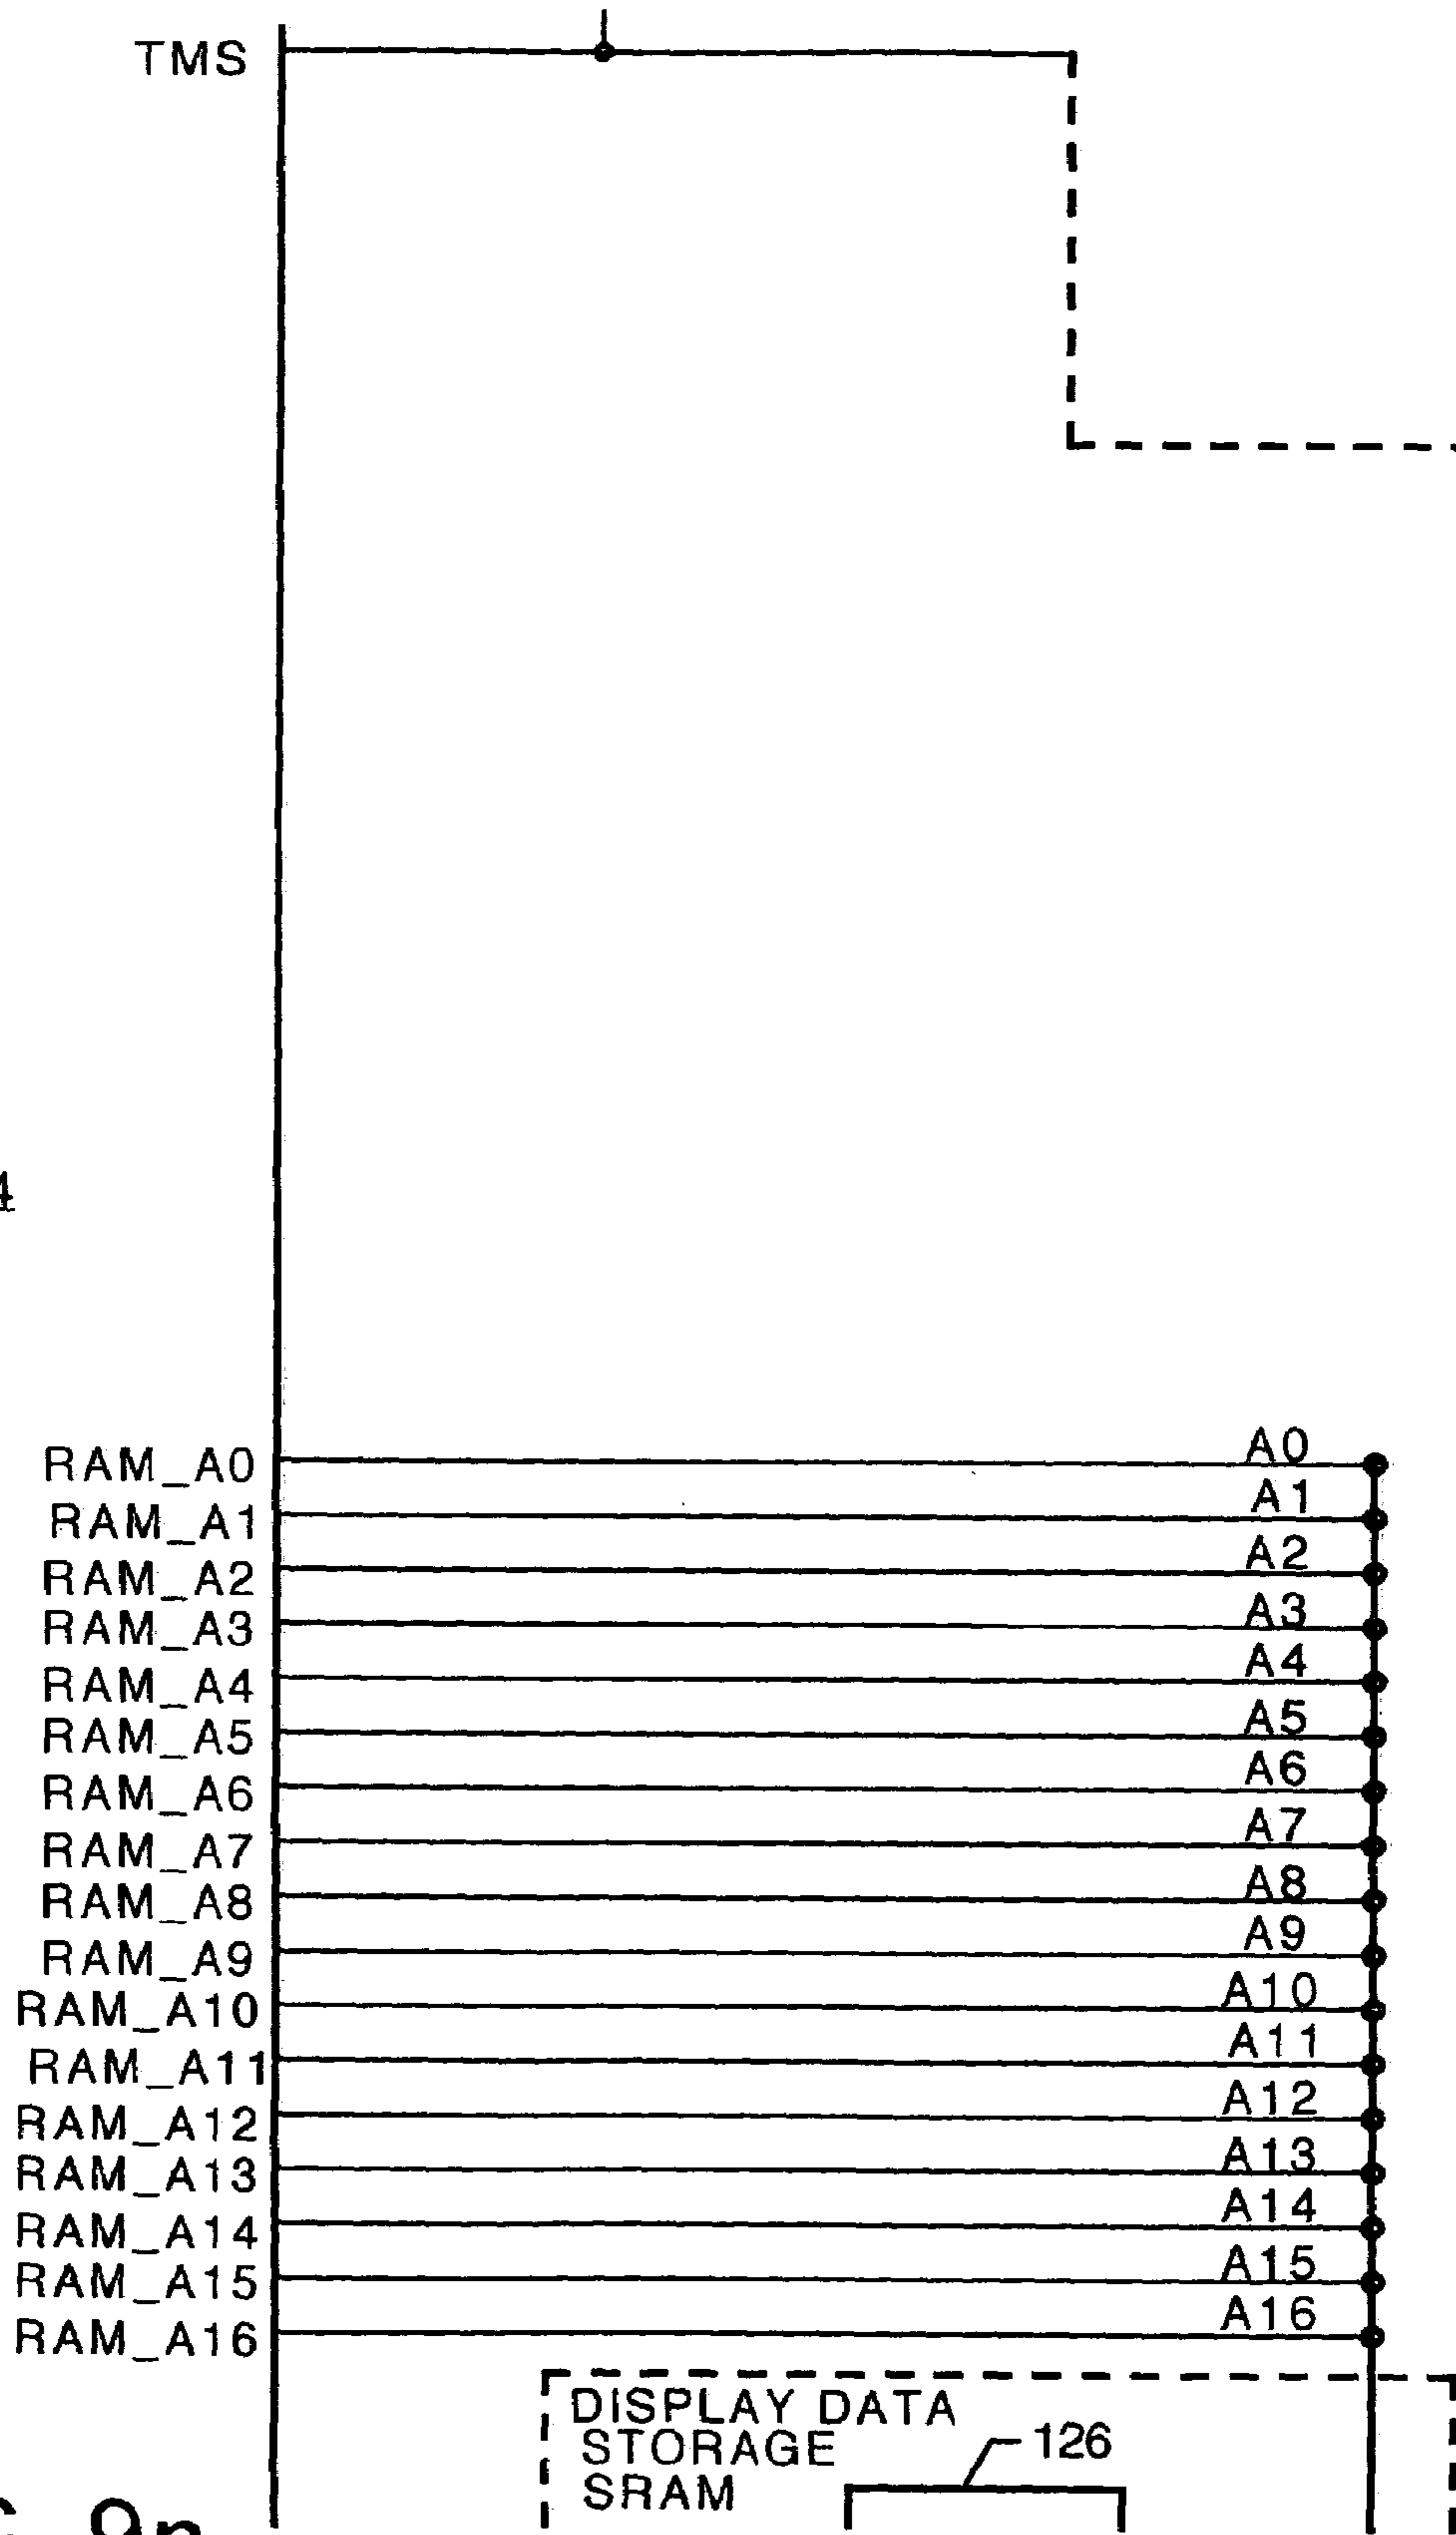 TMS
4
RAM_A0 A0
RAM_A1 A1
RAM_A2 A2
RAM_A3 A3
RAM_A4 A4
RAM_A5 A5
RAM_A6 A6
RAM_A7 A7
RAM_A8 A8
RAM_A9 A9
RAM_A10 A10
RAM_A11 A11
RAM_A12 A12
RAM_A13 A13
RAM_A14 A14
RAM_A15 A15
RAM_A16 A16
DISPLAY DATA
STORAGE 126
SRAM